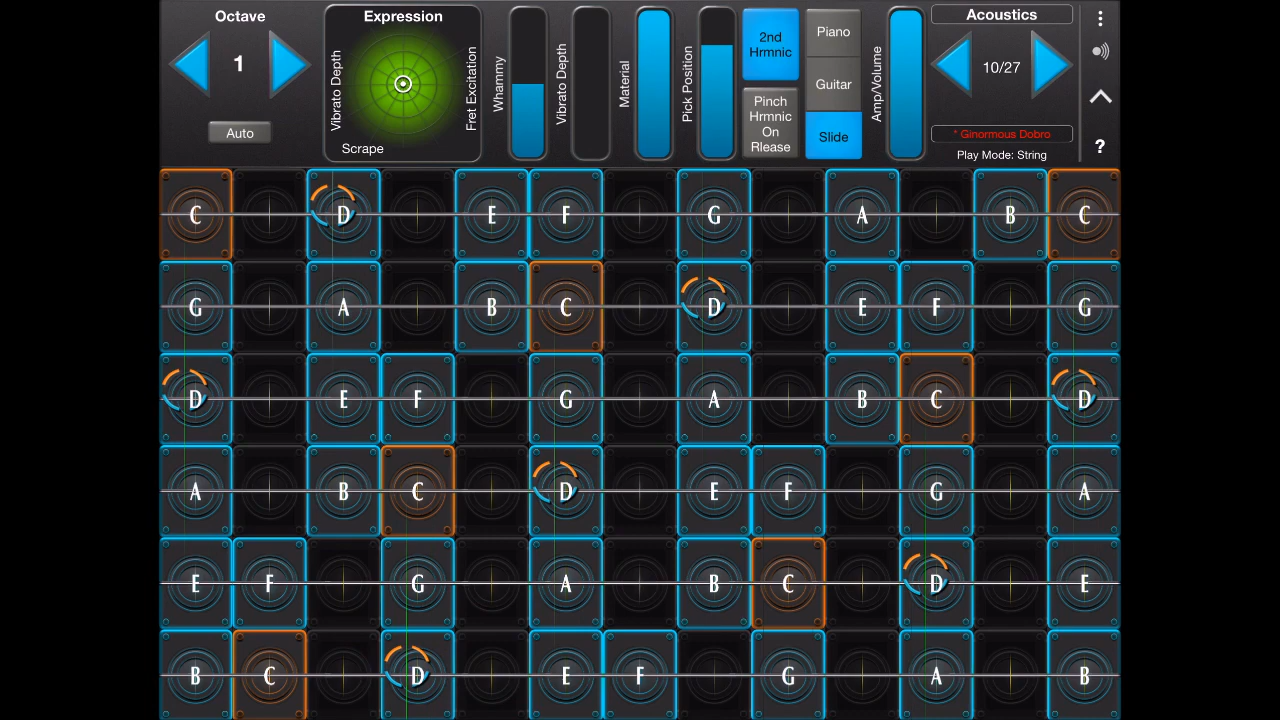 Octave
1
Auto
Expression
Vibrato Depth
Fret Excitation
Scrape
Whammy
Vibrato Depth
Material
Pick Position
2nd
Hrmnic
Pinch
Hrmnic
On
Rlease
Piano
Guitar
Slide
Amp/Volume
Acoustics
10/27
* Ginormous Dobro
Play Mode: String
?
C D E F G A B C
G A B C D E F G
D E F G A B C D
A B C D E F G A
E F G A B C D E
B C D E F G A B